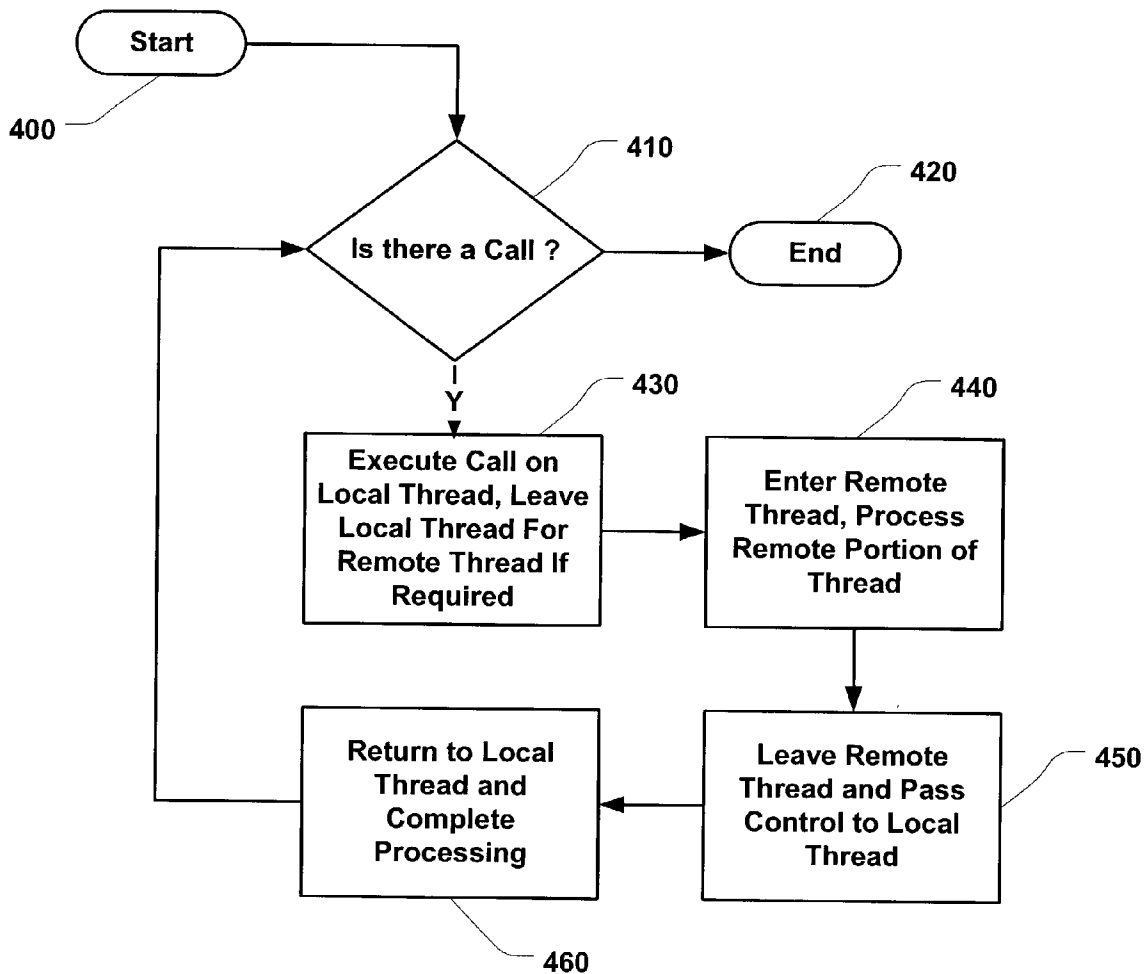 Start
400
410
420
Is there a Call ?
End
Y
430
440
Execute Call on
Local Thread, Leave
Local Thread For
Remote Thread If
Required
Enter Remote
Thread, Process
Remote Portion of
Thread
Return to Local
Thread and
Complete
Processing
Leave Remote
Thread and Pass
Control to Local
Thread
450
460